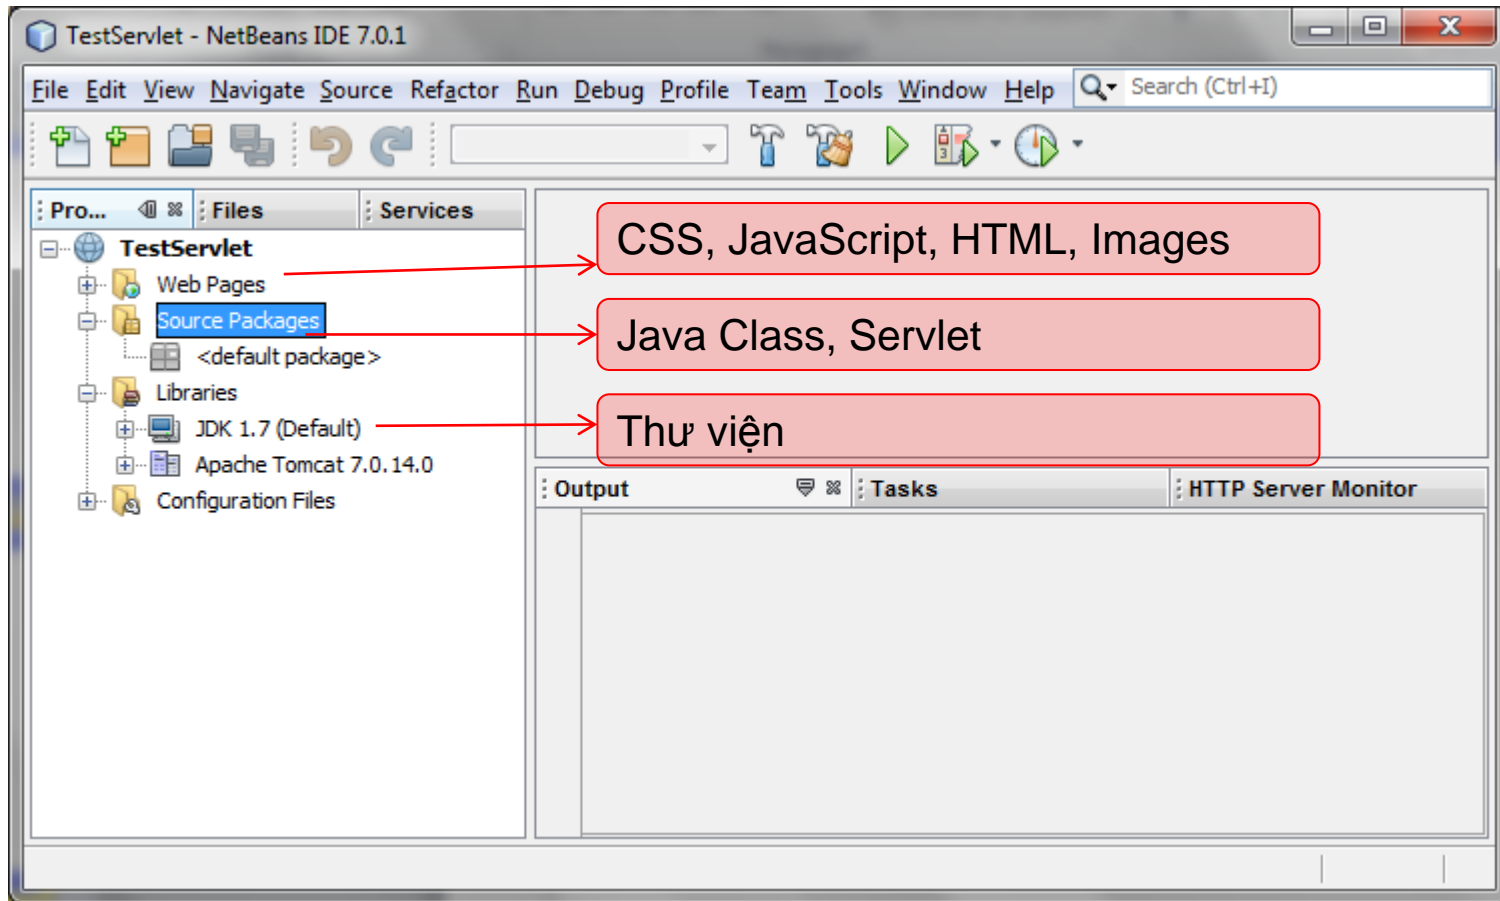 TestServlet - NetBeans IDE 7.0.1
File Edit View Navigate Source Refactor Run Debug Profile Team Tools Window Help Search (Ctrl+I)
Pro... Files Services
TestServlet
Web Pages
Source Packages
<default package>
Libraries
JDK 1.7 (Default)
Apache Tomcat 7.0.14.0
Configuration Files
CSS, JavaScript, HTML, Images
Java Class, Servlet
Thư viện
Output Tasks HTTP Server Monitor